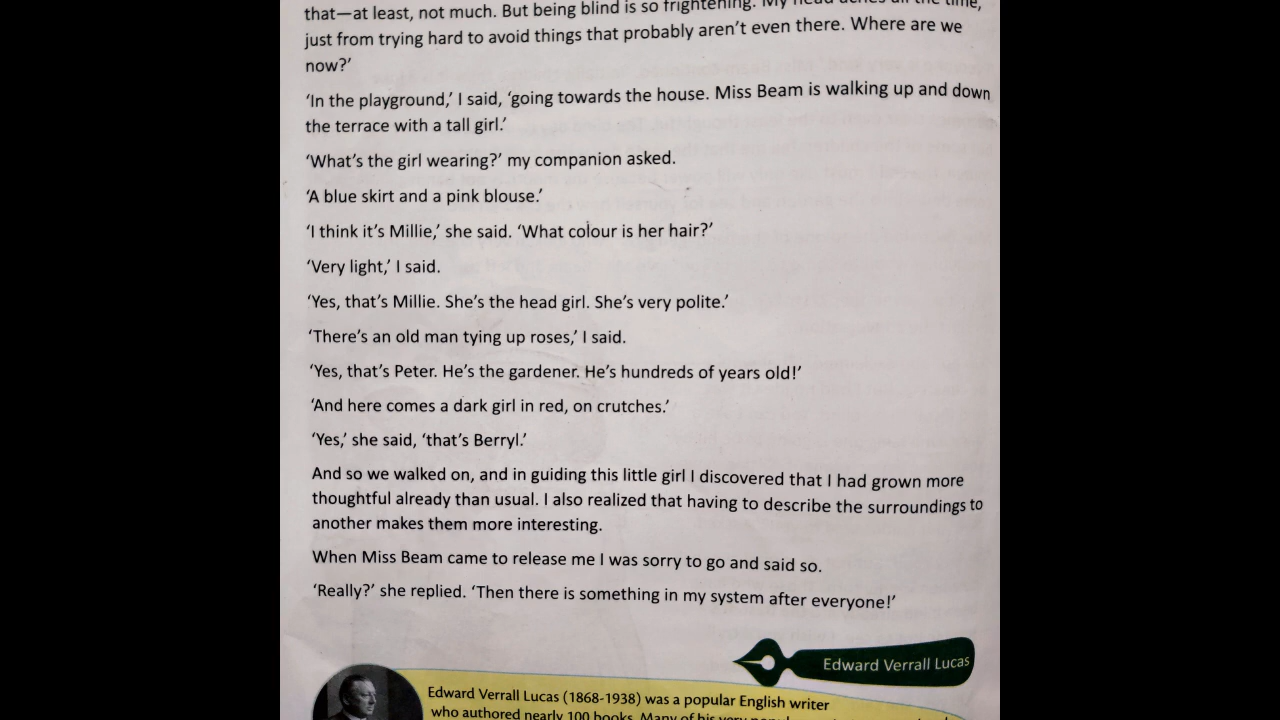 that—at least, not much. But being blind is so frightening. My head aches all the time,
just from trying hard to avoid things that probably aren’t even there. Where are we
now?’
‘In the playground,’ I said, ‘going towards the house. Miss Beam is walking up and down
the terrace with a tall girl.’
‘What’s the girl wearing?’ my companion asked.
‘A blue skirt and a pink blouse.’
‘I think it’s Millie,’ she said. ‘What colour is her hair?’
‘Very light,’ I said.
‘Yes, that’s Millie. She’s the head girl. She’s very polite.’
‘There’s an old man tying up roses,’ I said.
‘Yes, that’s Peter. He’s the gardener. He’s hundreds of years old!’
‘And here comes a dark girl in red, on crutches.’
‘Yes,’ she said, ‘that’s Berryl.’
And so we walked on, and in guiding this little girl I discovered that I had grown more
thoughtful already than usual. I also realized that having to describe the surroundings to
another makes them more interesting.
When Miss Beam came to release me I was sorry to go and said so.
‘Really?’ she replied. ‘Then there is something in my system after everyone!’
Edward Verrall Lucas
Edward Verrall Lucas (1868-1938) was a popular English writer
who authored nearly 100 books. Many of his very